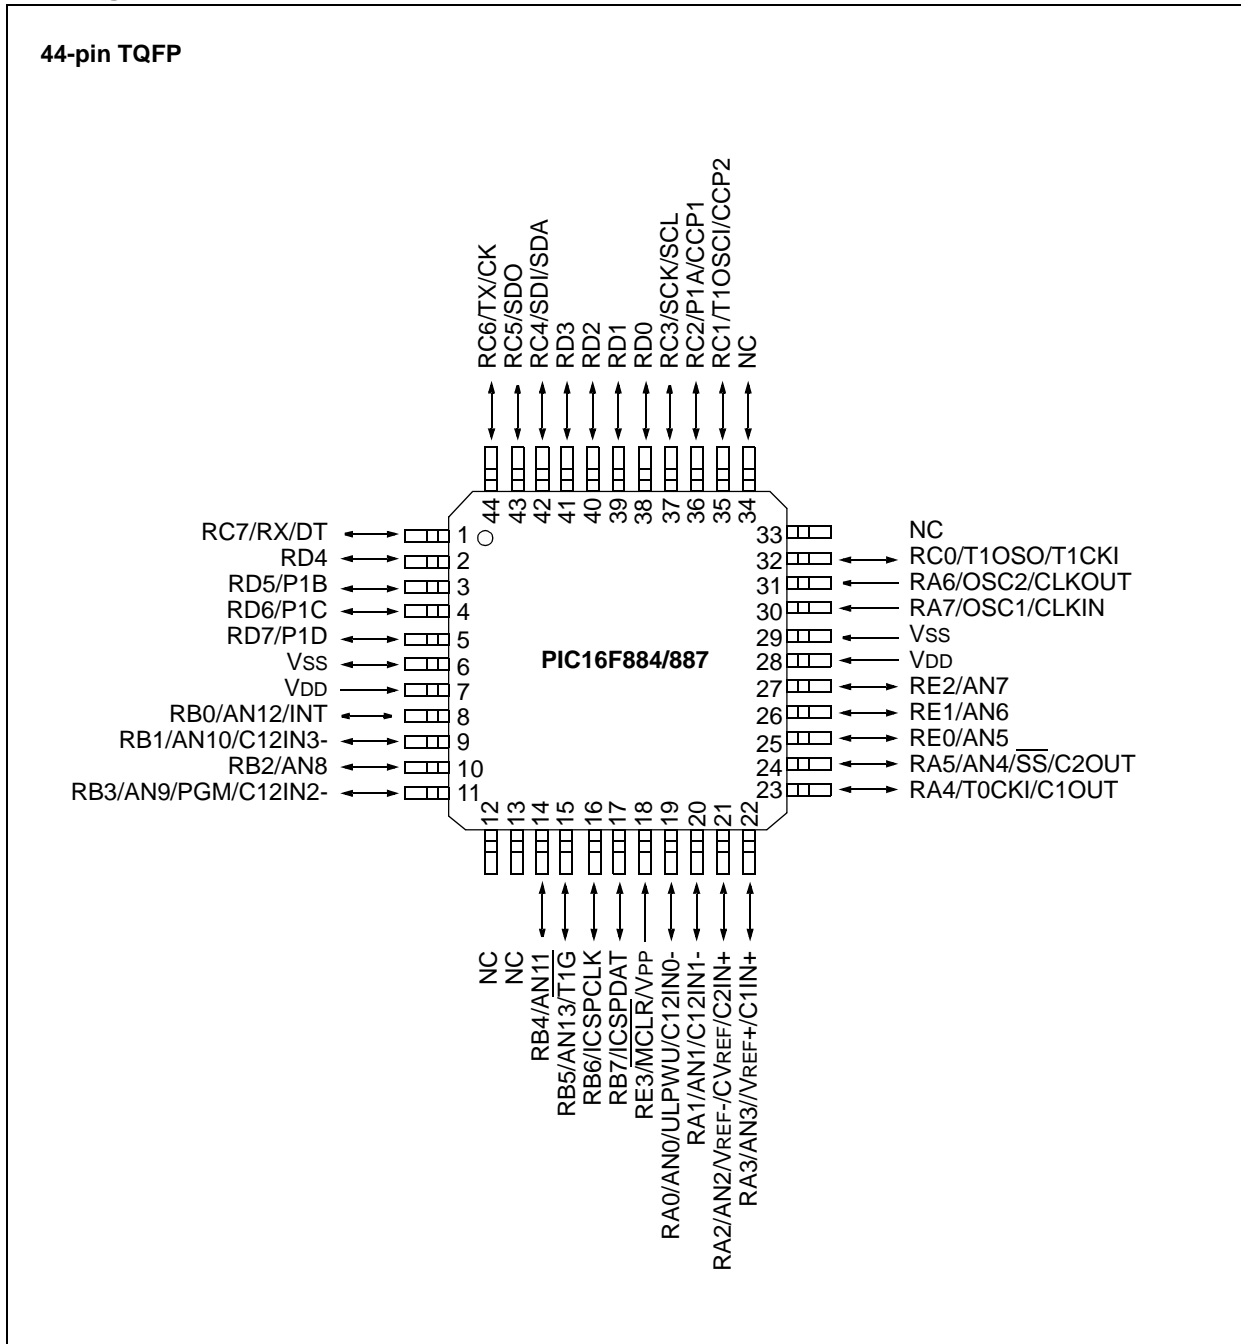 44-pin TQFP
RC6/TX/CK
RC5/SDO
RC4/SDI/SDA
RD3
RD2
RD1
RD0
RC3/SCK/SCL
RC2/P1A/CCP1
RC1/T1OSCI/CCP2
NC
44
43
42
41
40
39
38
37
36
35
34
RC7/RX/DT 1
RD4 2
RD5/P1B 3
RD6/P1C 4
RD7/P1D 5
VSS 6
VDD 7
RB0/AN12/INT 8
RB1/AN10/C12IN3- 9
RB2/AN8 10
RB3/AN9/PGM/C12IN2- 11
PIC16F884/887
33 NC
32 RC0/T1OSO/T1CKI
31 RA6/OSC2/CLKOUT
30 RA7/OSC1/CLKIN
29 VSS
28 VDD
27 RE2/AN7
26 RE1/AN6
25 RE0/AN5
24 RA5/AN4/SS/C2OUT
23 RA4/T0CKI/C1OUT
12
13
14
15
16
17
18
19
20
21
22
NC
NC
RB4/AN11
RB5/AN13/T1G
RB6/ICSPCLK
RB7/ICSPDAT
RE3/MCLR/VPP
RA0/AN0/ULPWU/C12IN0-
RA1/AN1/C12IN1-
RA2/AN2/VREF-/CVREF/C2IN+
RA3/AN3//VREF+/C1IN+